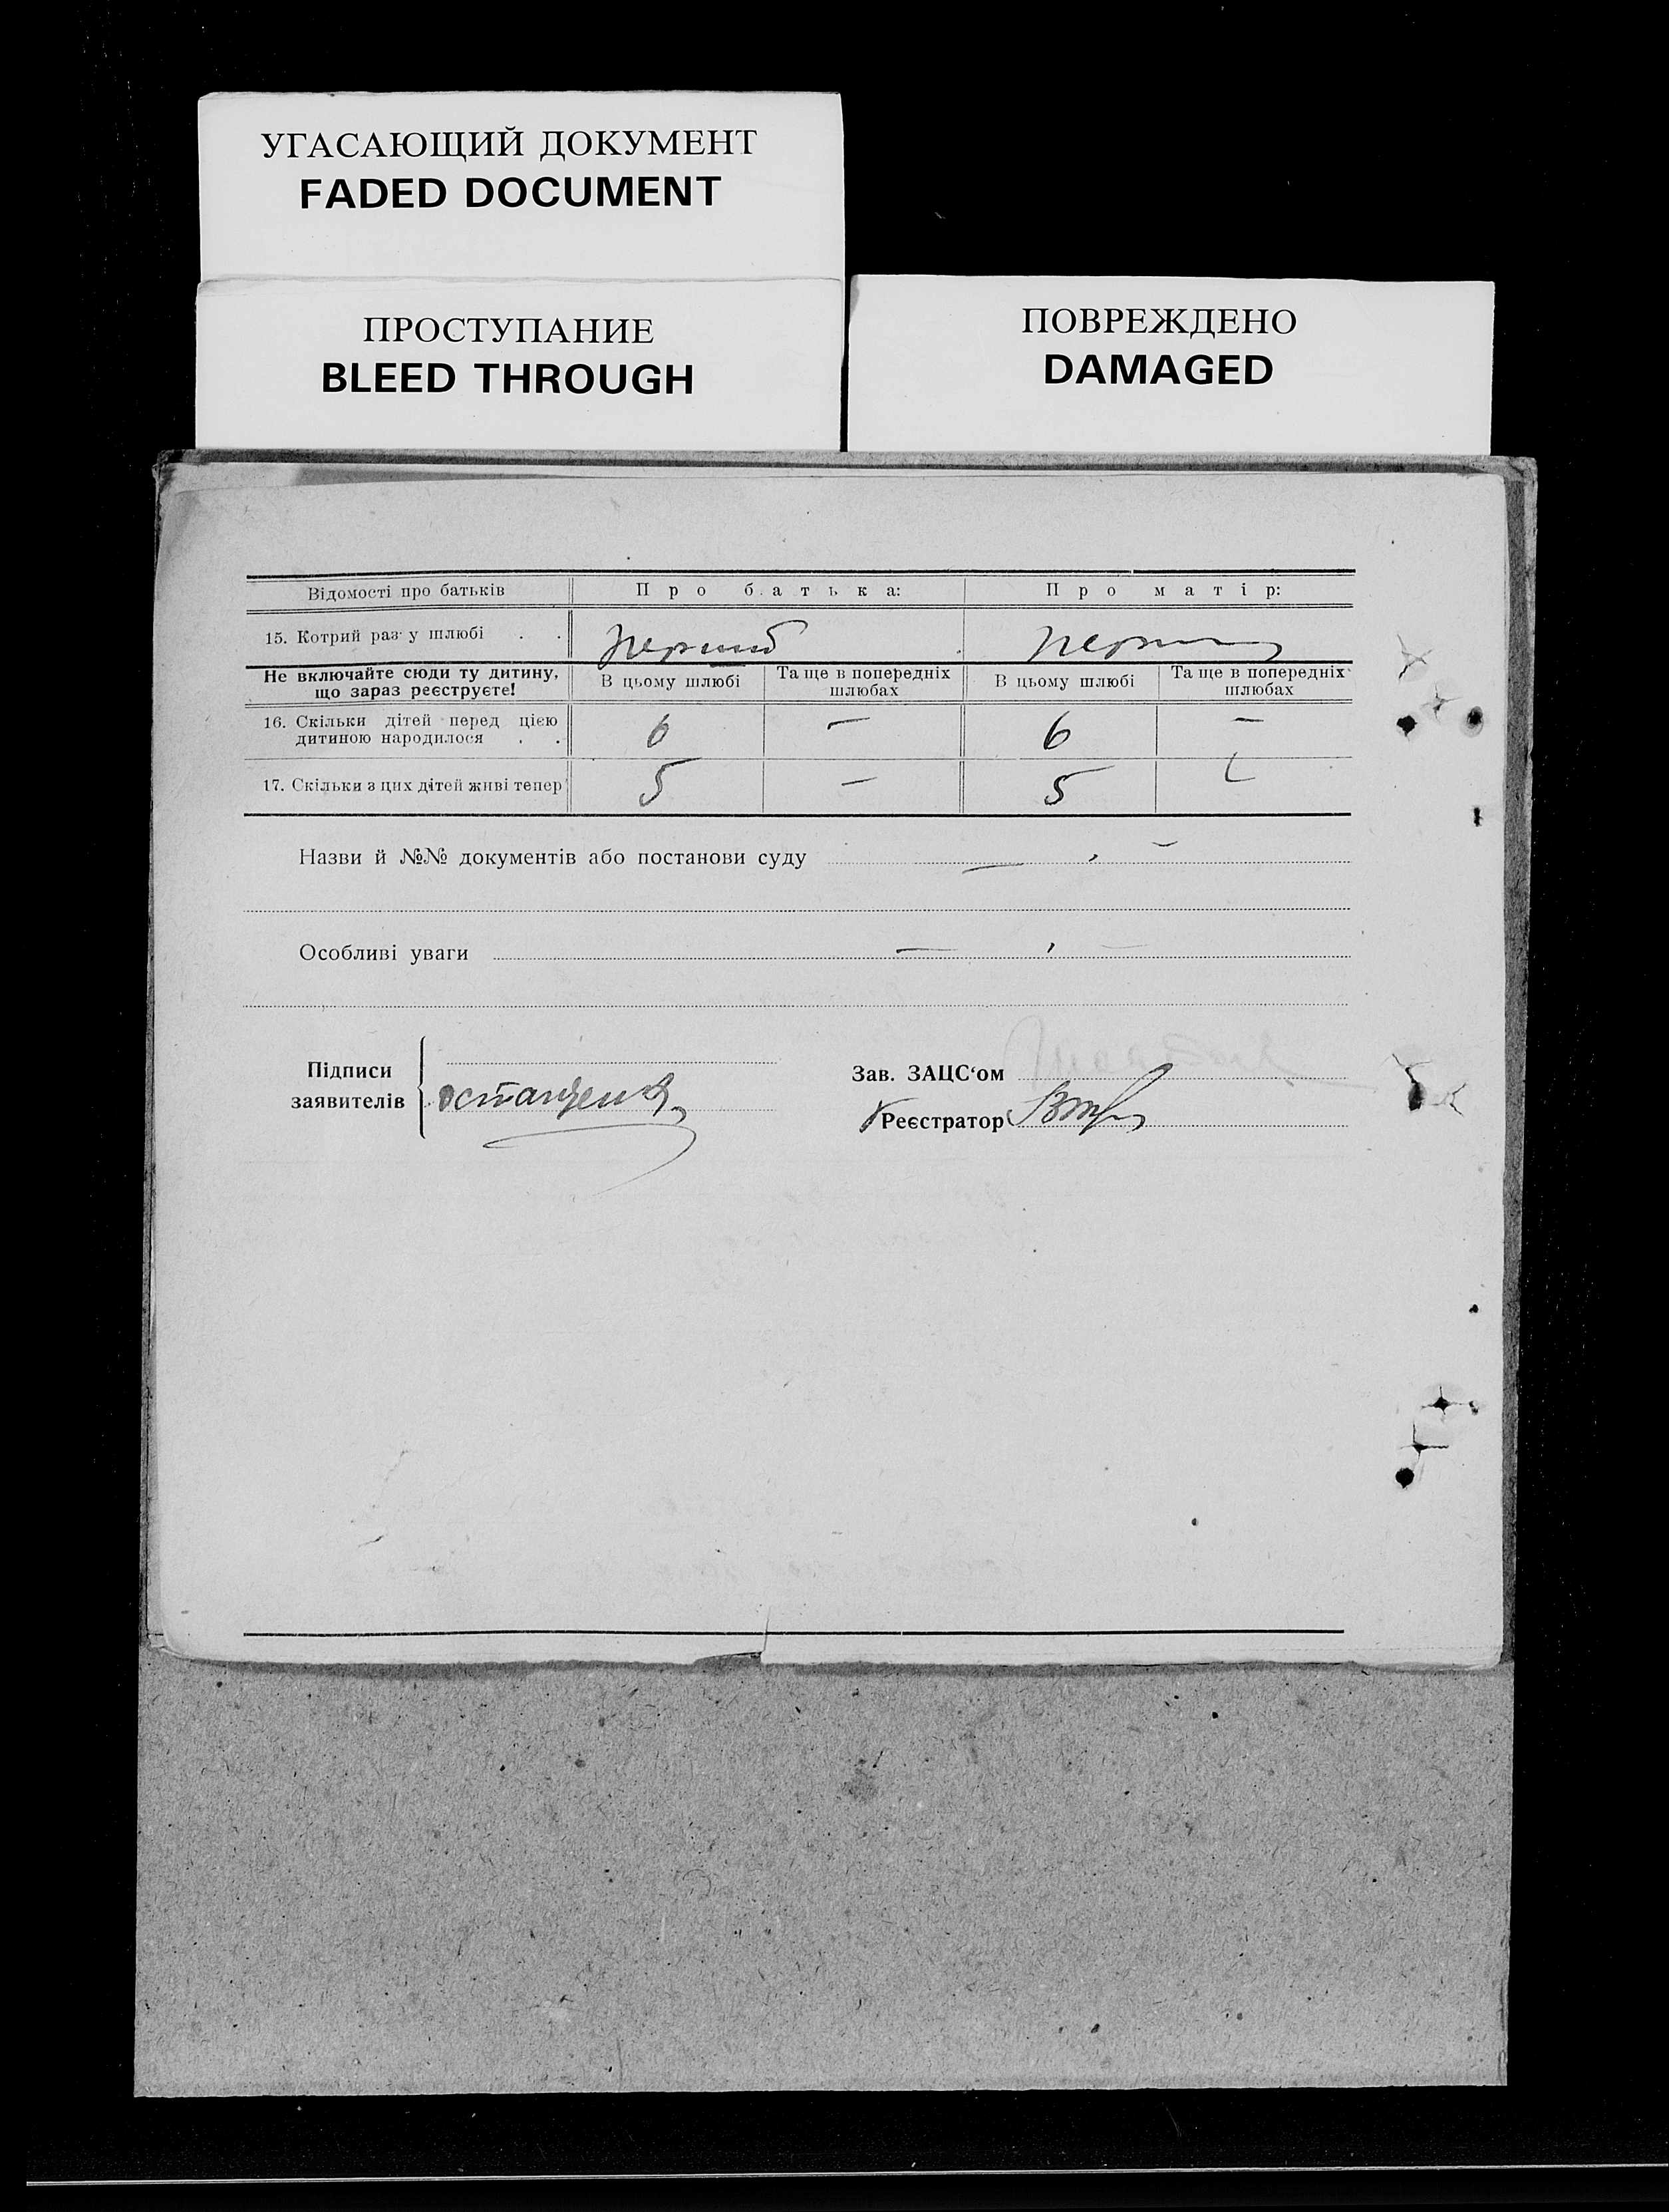 УГАСАЮЩИЙ ДОКУМЕНТ
FADED DOCUMENT
ПРОСТУПАНИЕ
BLEED THROUGH
ПОВРЕЖДЕНО
DAMAGED
Відомості про батьків Про батька: Про матір:
15. Котрий раз у шлюбі . . перший
Не включайте сюди ту дитину, що зараз реєструєте! В цьому шлюбі Та ще в попередніх шлюбах В цьому шлюбі Та ще в попередніх шлюбах
16. Скільки дітей перед цією дитиною народилося . . 6 — 6 —
17. Скільки з цих дітей живі тепер 5 — 5
Назви й №№ документів або постанови суду —
Особливі уваги —
Підписи заявителів
Зав. ЗАЦС‘ом
Реєстратор